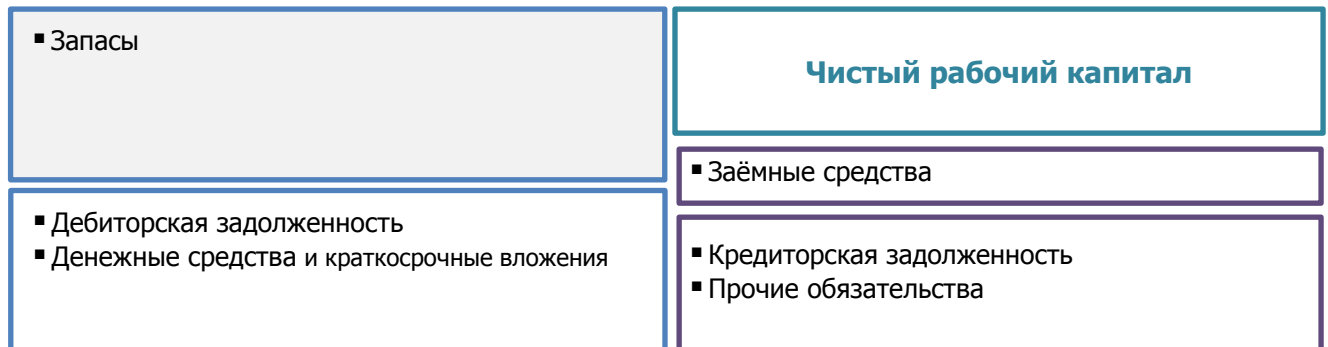 ▪ Запасы
Чистый рабочий капитал
▪ Заёмные средства
▪ Дебиторская задолженность
▪ Денежные средства и краткосрочные вложения
▪ Кредиторская задолженность
▪ Прочие обязательства